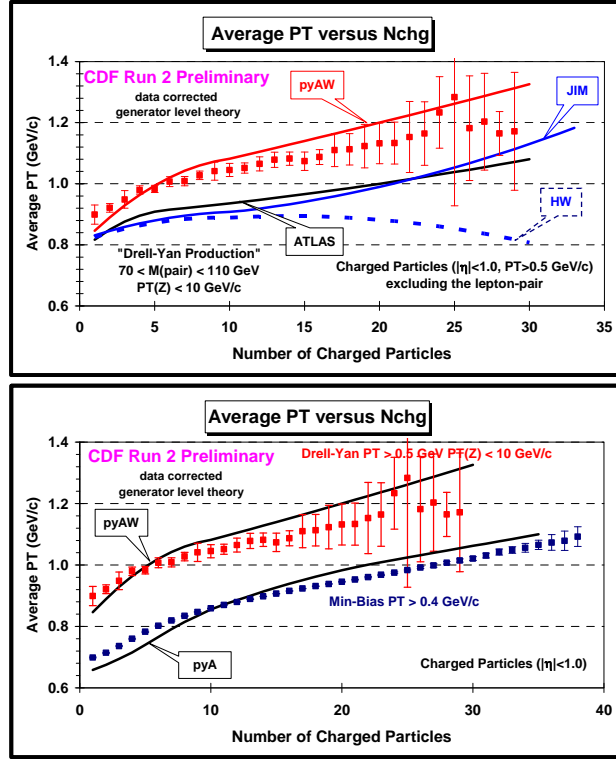 Average PT versus Nchg
CDF Run 2 Preliminary
data corrected
generator level theory
pyAW
JIM
HW
ATLAS
"Drell-Yan Production"
70 < M(pair) < 110 GeV
PT(Z) < 10 GeV/c
Charged Particles (|η|<1.0, PT>0.5 GeV/c)
excluding the lepton-pair
Average PT (GeV/c)
1.4
1.2
1.0
0.8
0.6
0 5 10 15 20 25 30 35
Number of Charged Particles
Average PT versus Nchg
CDF Run 2 Preliminary
data corrected
generator level theory
Drell-Yan PT > 0.5 GeV PT(Z) < 10 GeV/c
pyAW
Min-Bias PT > 0.4 GeV/c
pyA
Charged Particles (|η|<1.0)
Average PT (GeV/c)
1.4
1.2
1.0
0.8
0.6
0 10 20 30 40
Number of Charged Particles